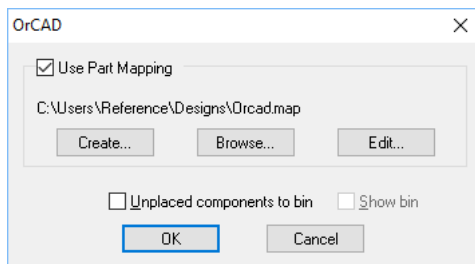 OrCAD
Use Part Mapping
C:\Users\Reference\Designs\Orcad.map
Create... Browse... Edit...
Unplaced components to bin Show bin
OK Cancel